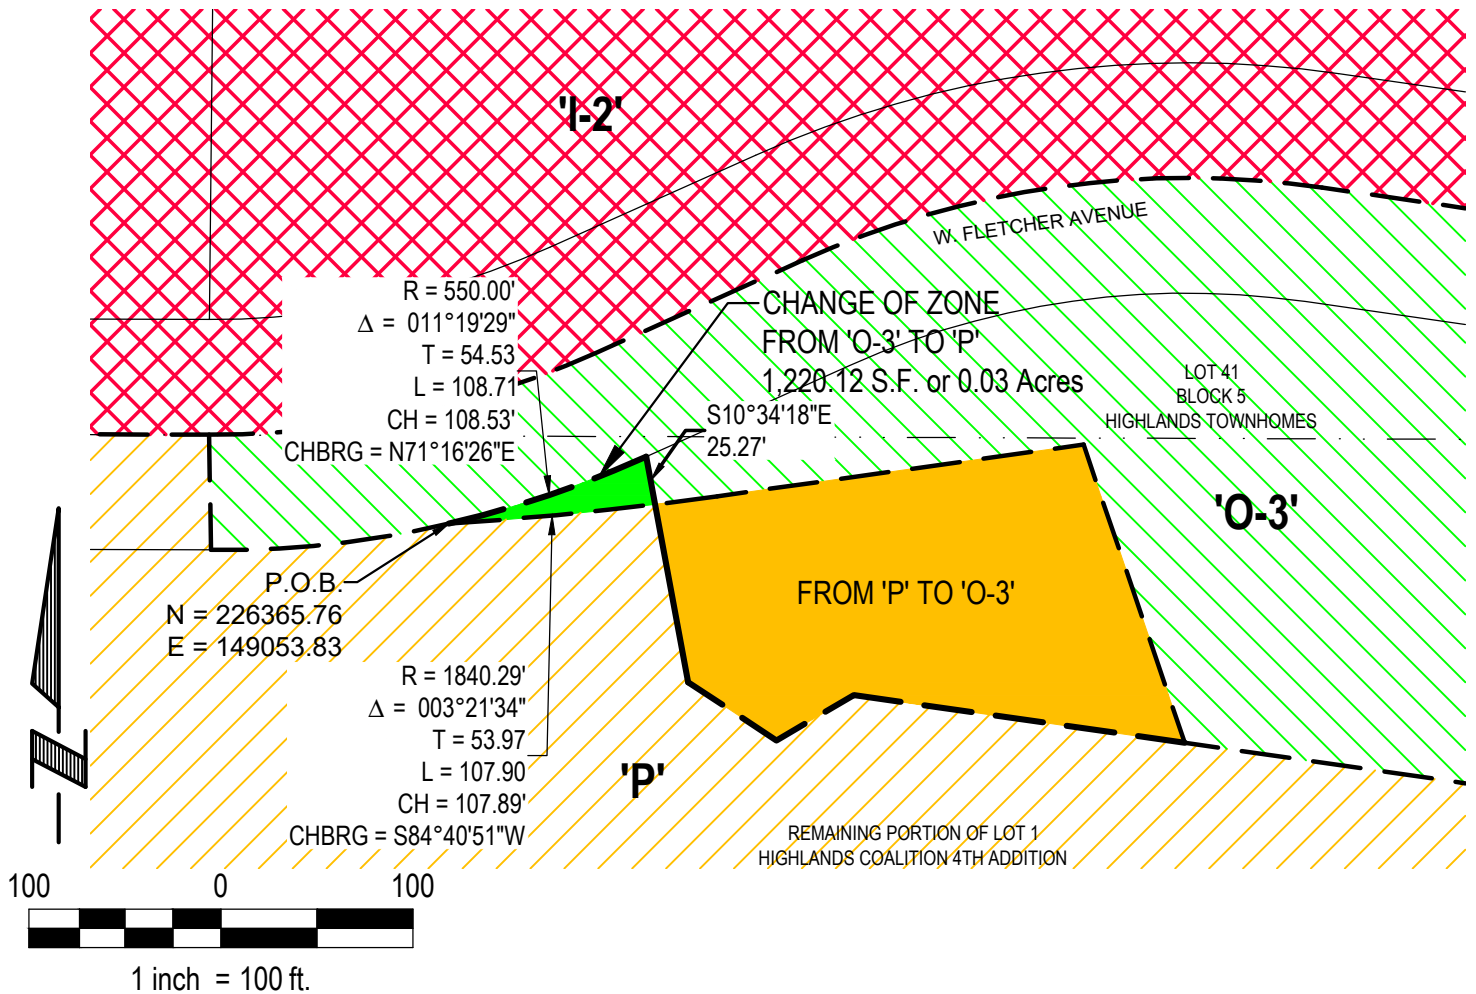 'I-2'
W. FLETCHER AVENUE
R = 550.00'
Δ = 011°19'29"
T = 54.53
L = 108.71
CH = 108.53'
CHBRG = N71°16'26"E
CHANGE OF ZONE
FROM 'O-3' TO 'P'
1,220.12 S.F. or 0.03 Acres
S10°34'18"E
25.27'
LOT 41
BLOCK 5
HIGHLANDS TOWNHOMES
'O-3'
P.O.B.
N = 226365.76
E = 149053.83
FROM 'P' TO 'O-3'
R = 1840.29'
Δ = 003°21'34"
T = 53.97
L = 107.90
CH = 107.89'
CHBRG = S84°40'51"W
'P'
REMAINING PORTION OF LOT 1
HIGHLANDS COALITION 4TH ADDITION
100 0 100
1 inch = 100 ft.